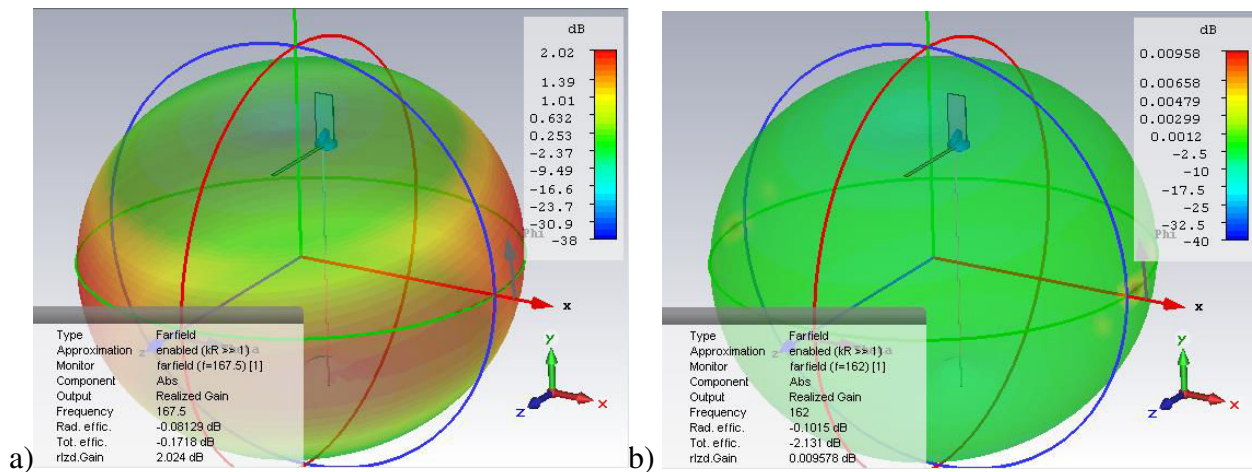 dB
2.02
1.39
1.01
0.632
0.253
-2.37
-9.49
-16.6
-23.7
-30.9
-38
Phi
x
z
Type Farfield
Approximation enabled (kR >> 1)
Monitor farfield (f=167.5) [1]
Component Abs
Output Realized Gain
Frequency 167.5
Rad. effic. -0.08129 dB
Tot. effic. -0.1718 dB
rlzd.Gain 2.024 dB
y
z
x
a)
dB
0.00958
0.00658
0.00479
0.00299
0.0012
-2.5
-10
-17.5
-25
-32.5
-40
Phi
x
z
Type Farfield
Approximation enabled (kR >> 1)
Monitor farfield (f=162) [1]
Component Abs
Output Realized Gain
Frequency 162
Rad. effic. -0.1015 dB
Tot. effic. -2.131 dB
rlzd.Gain 0.009578 dB
y
z
x
b)